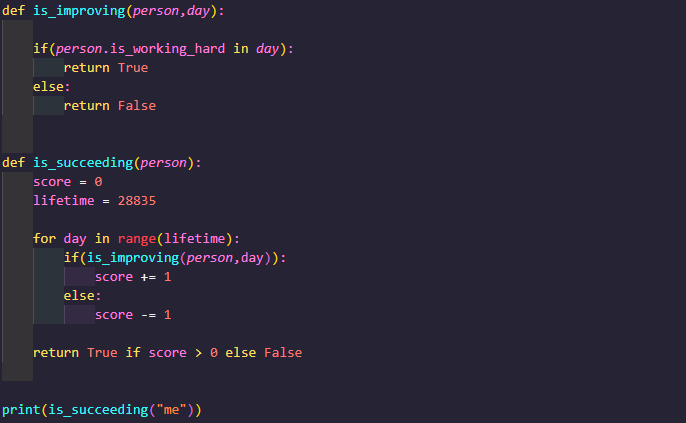 def is_improving(person,day):
    if(person.is_working_hard in day):
        return True
    else:
        return False
def is_succeeding(person):
    score = 0
    lifetime = 28835
    for day in range(lifetime):
        if(is_improving(person,day)):
            score += 1
        else:
            score -= 1
    return True if score > 0 else False
print(is_succeeding("me"))